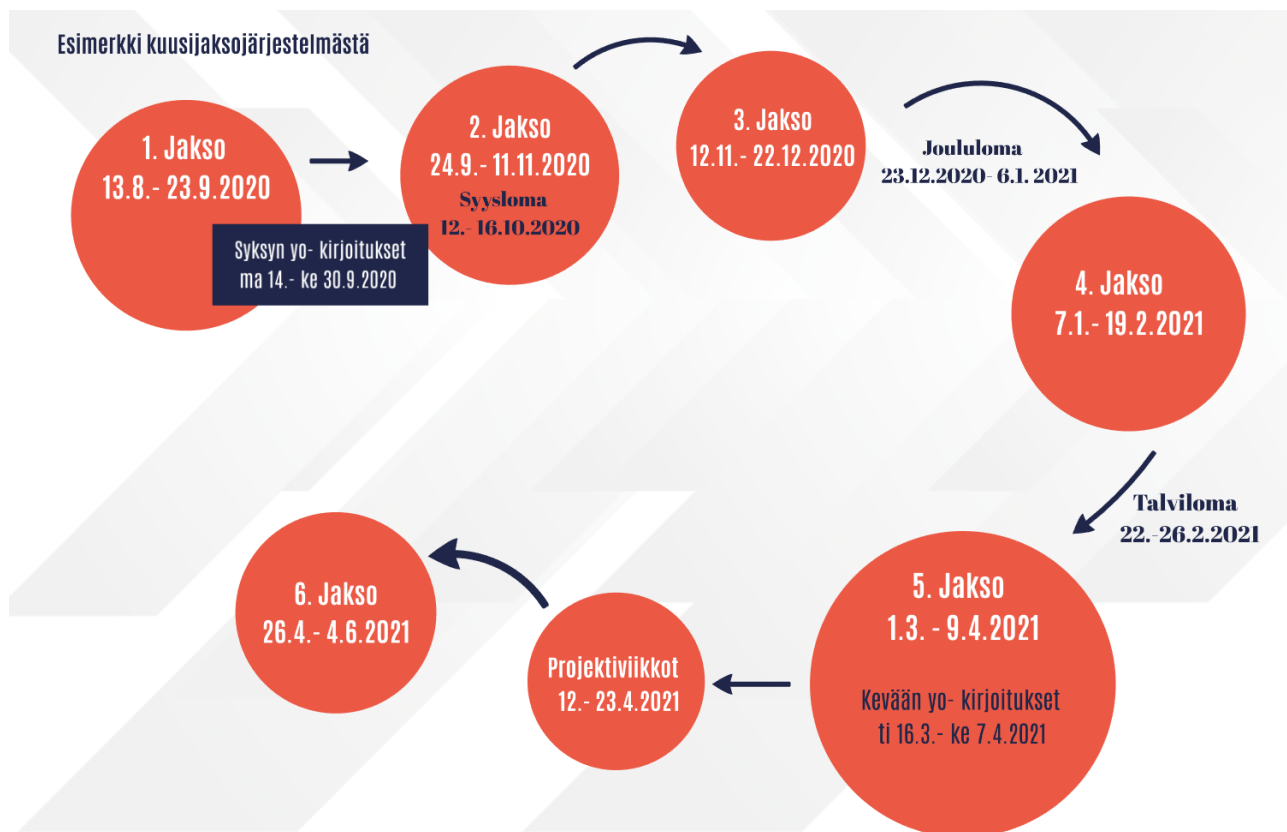 Esimerkki kuusijaksojärjestelmästä
1. Jakso
13.8.- 23.9.2020
Syksyn yo- kirjoitukset
ma 14.- ke 30.9.2020
2. Jakso
24.9.- 11.11.2020
Syysloma
12.- 16.10.2020
3. Jakso
12.11.- 22.12.2020
Joululoma
23.12.2020- 6.1. 2021
4. Jakso
7.1.- 19.2.2021
Talviloma
22.-26.2.2021
5. Jakso
1.3. - 9.4.2021
Kevään yo- kirjoitukset
ti 16.3.- ke 7.4.2021
Projektiviikkot
12.- 23.4.2021
6. Jakso
26.4.- 4.6.2021